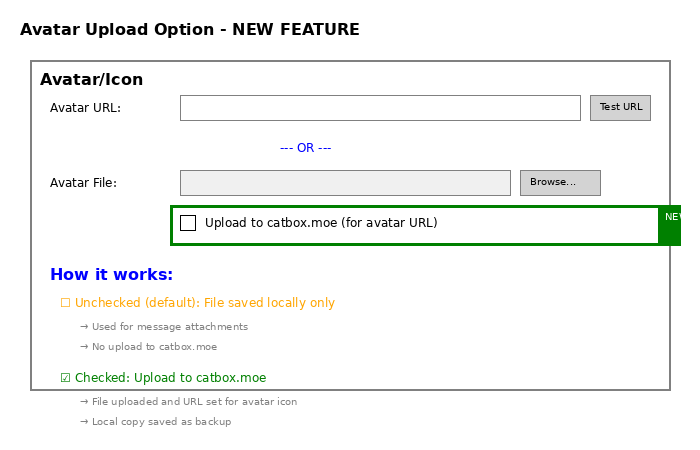 Avatar Upload Option - NEW FEATURE
Avatar/Icon
Avatar URL:
Test URL
--- OR ---
Avatar File:
Browse...
☐ Upload to catbox.moe (for avatar URL)
How it works:
☐ Unchecked (default): File saved locally only
→ Used for message attachments
→ No upload to catbox.moe
☑ Checked: Upload to catbox.moe
→ File uploaded and URL set for avatar icon
→ Local copy saved as backup